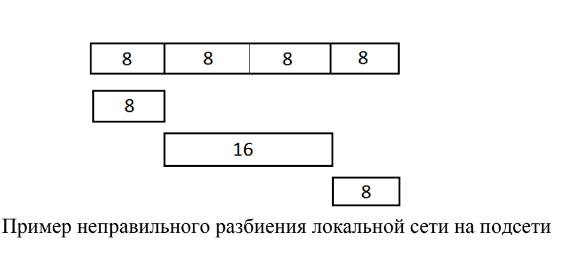 8 8 8 8
8
16
8
Пример неправильного разбиения локальной сети на подсети